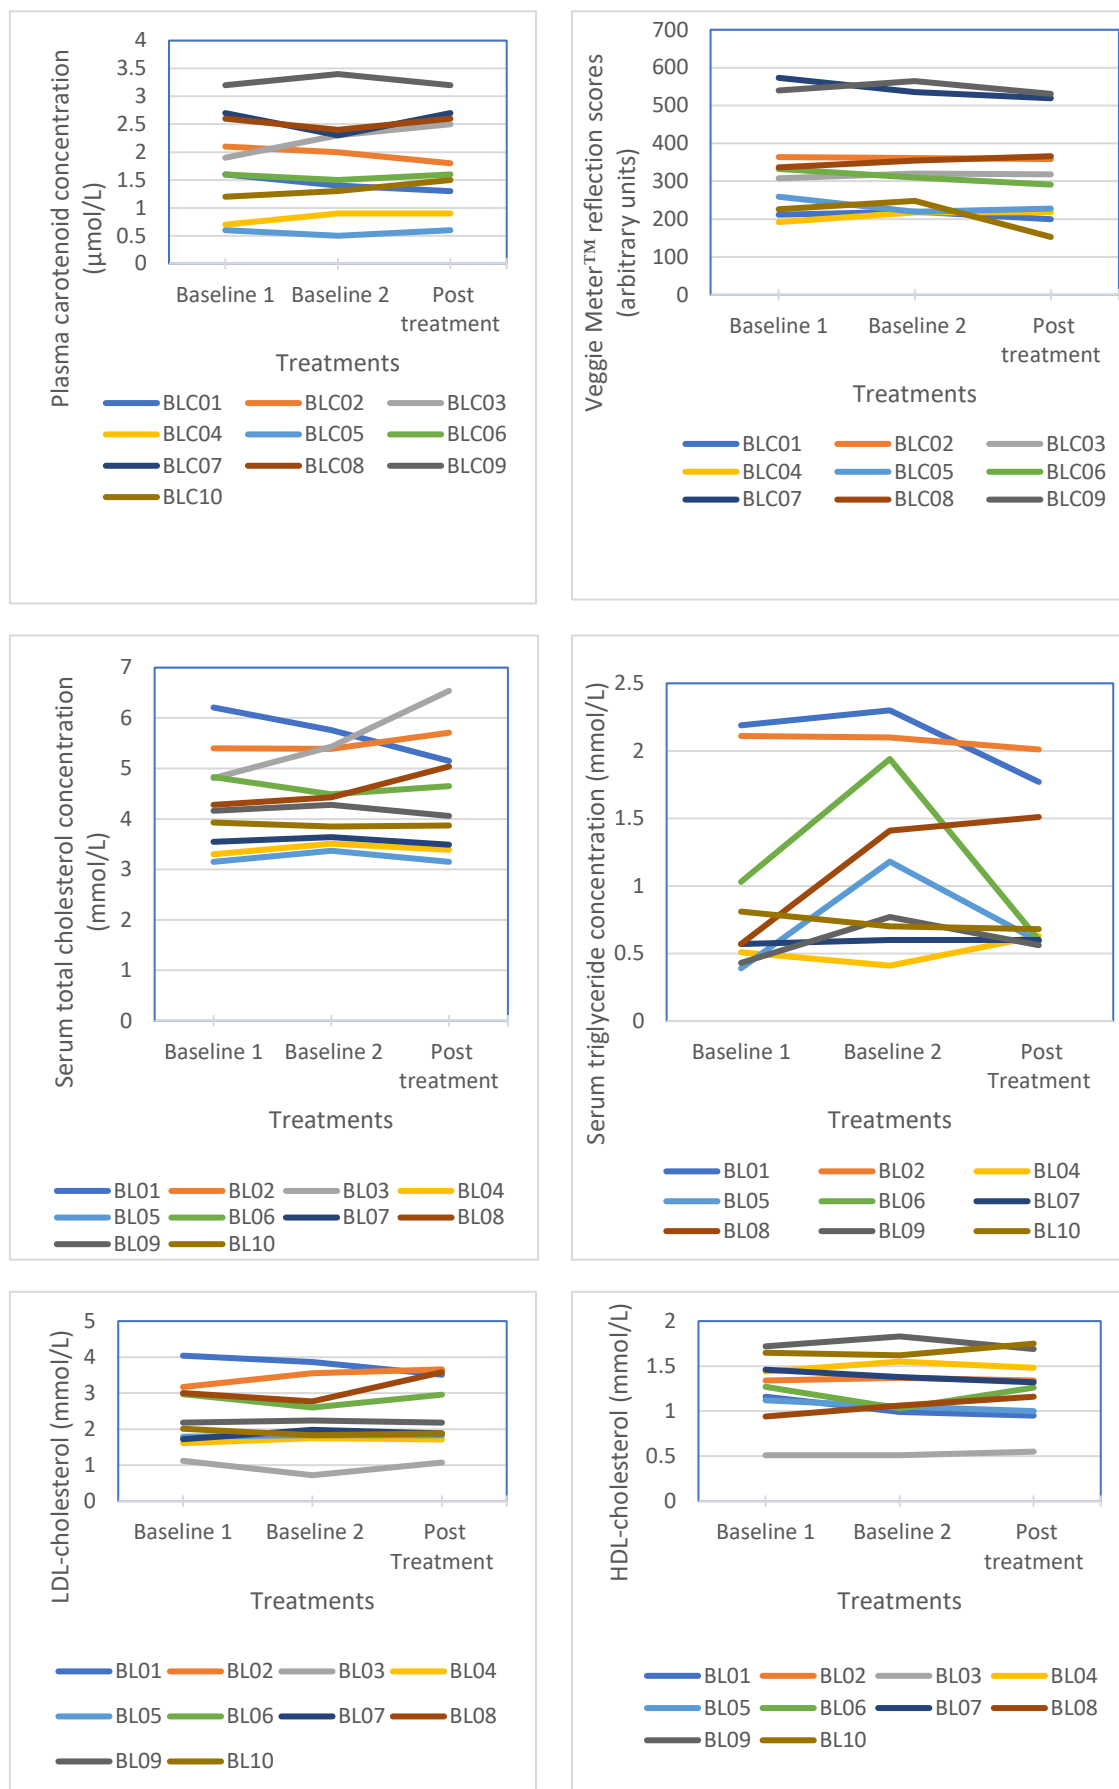 Plasma carotenoid concentration
(µmol/L)
4
3.5
3
2.5
2
1.5
1
0.5
0
Baseline 1 Baseline 2 Post
treatment
Treatments
BLC01 BLC02 BLC03
BLC04 BLC05 BLC06
BLC07 BLC08 BLC09
BLC10
Veggie Meter™ reflection scores
(arbitrary units)
700
600
500
400
300
200
100
0
Baseline 1 Baseline 2 Post
treatment
Treatments
BLC01 BLC02 BLC03
BLC04 BLC05 BLC06
BLC07 BLC08 BLC09
Serum total cholesterol concentration
(mmol/L)
7
6
5
4
3
2
1
0
Baseline 1 Baseline 2 Post
treatment
Treatments
BL01 BL02 BL03 BL04
BL05 BL06 BL07 BL08
BL09 BL10
Serum triglyceride concentration (mmol/L)
2.5
2
1.5
1
0.5
0
Baseline 1 Baseline 2 Post
Treatment
Treatments
BL01 BL02 BL04
BL05 BL06 BL07
BL08 BL09 BL10
LDL-cholesterol (mmol/L)
5
4
3
2
1
0
Baseline 1 Baseline 2 Post
Treatment
Treatments
BL01 BL02 BL03 BL04
BL05 BL06 BL07 BL08
BL09 BL10
HDL-cholesterol (mmol/L)
2
1.5
1
0.5
0
Baseline 1 Baseline 2 Post
treatment
Treatments
BL01 BL02 BL03 BL04
BL05 BL06 BL07 BL08
BL09 BL10